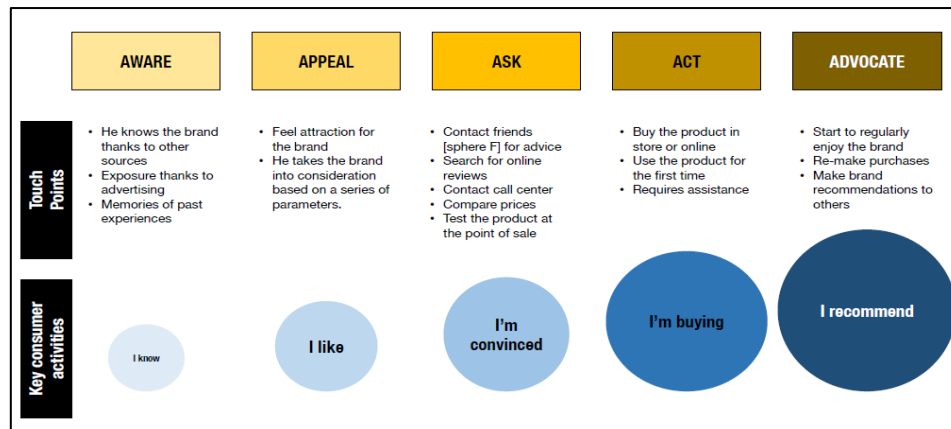 AWARE
APPEAL
ASK
ACT
ADVOCATE
Touch
Points
• He knows the brand
thanks to other
sources
• Exposure thanks to
advertising
• Memories of past
experiences
• Feel attraction for
the brand
• He takes the brand
into consideration
based on a series of
parameters.
• Contact friends
[sphere F] for advice
• Search for online
reviews
• Contact call center
• Compare prices
• Test the product at
the point of sale
• Buy the product in
store or online
• Use the product for
the first time
• Requires assistance
• Start to regularly
enjoy the brand
• Re-make purchases
• Make brand
recommendations to
others
Key consumer
activities
I know
I like
I'm
convinced
I'm buying
I recommend